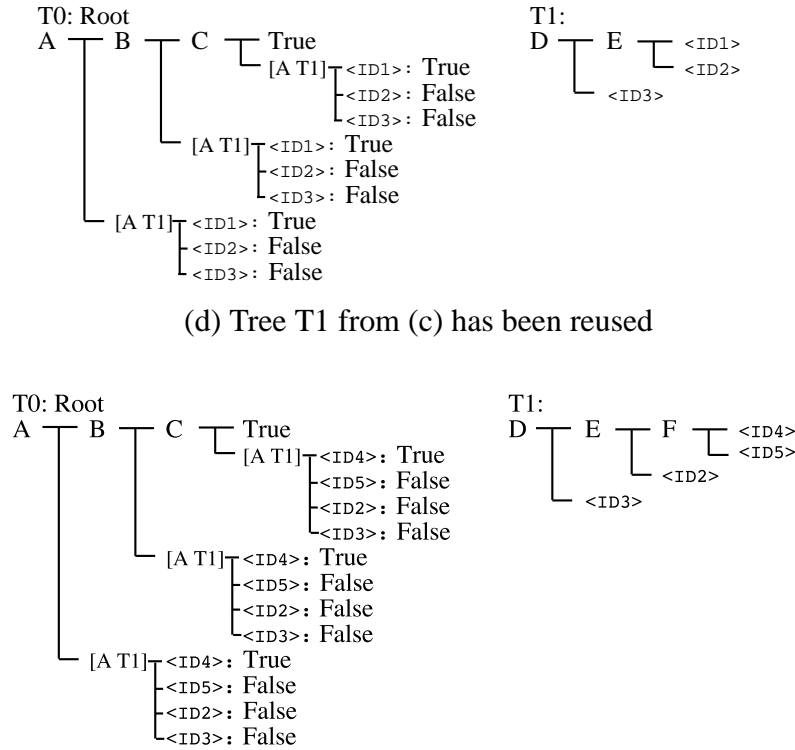 T0: Root T1:
A B C True D E <ID1>
[A T1] <ID1>: True <ID2>
<ID2>: False <ID3>
<ID3>: False
[A T1] <ID1>: True
<ID2>: False
<ID3>: False
[A T1] <ID1>: True
<ID2>: False
<ID3>: False
(d) Tree T1 from (c) has been reused
T0: Root T1:
A B C True D E F <ID4>
[A T1] <ID4>: True <ID5>
<ID5>: False <ID2>
<ID2>: False <ID3>
<ID3>: False
[A T1] <ID4>: True
<ID5>: False
<ID2>: False
<ID3>: False
[A T1] <ID4>: True
<ID5>: False
<ID2>: False
<ID3>: False